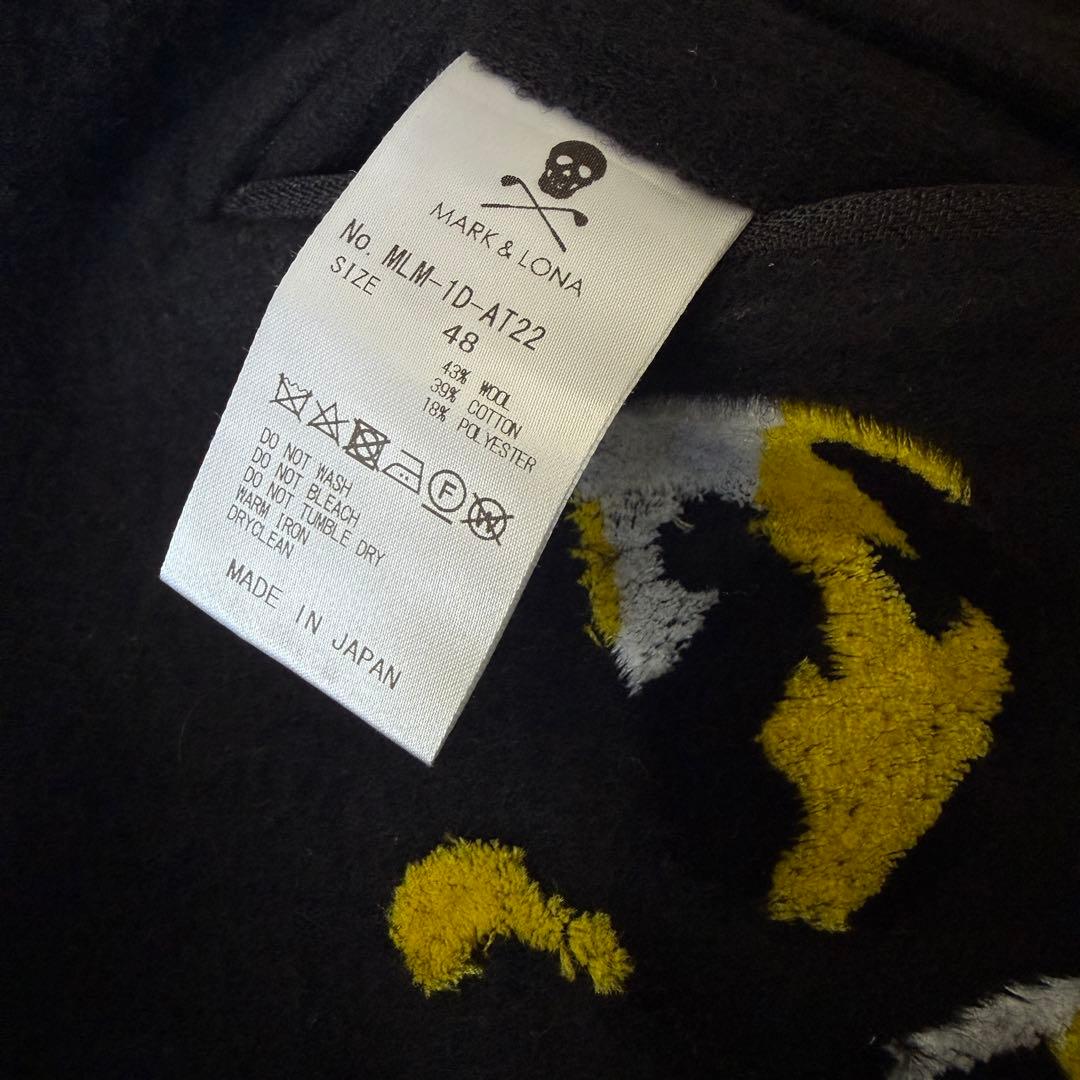 MARK & LONA
No. MLM-1D-AT22
SIZE
48
43% WOOL
39% COTTON
18% POLYESTER
F
W
DO NOT WASH
DO NOT BLEACH
DO NOT TUMBLE DRY
WARM IRON
DRYCLEAN
MADE IN JAPAN